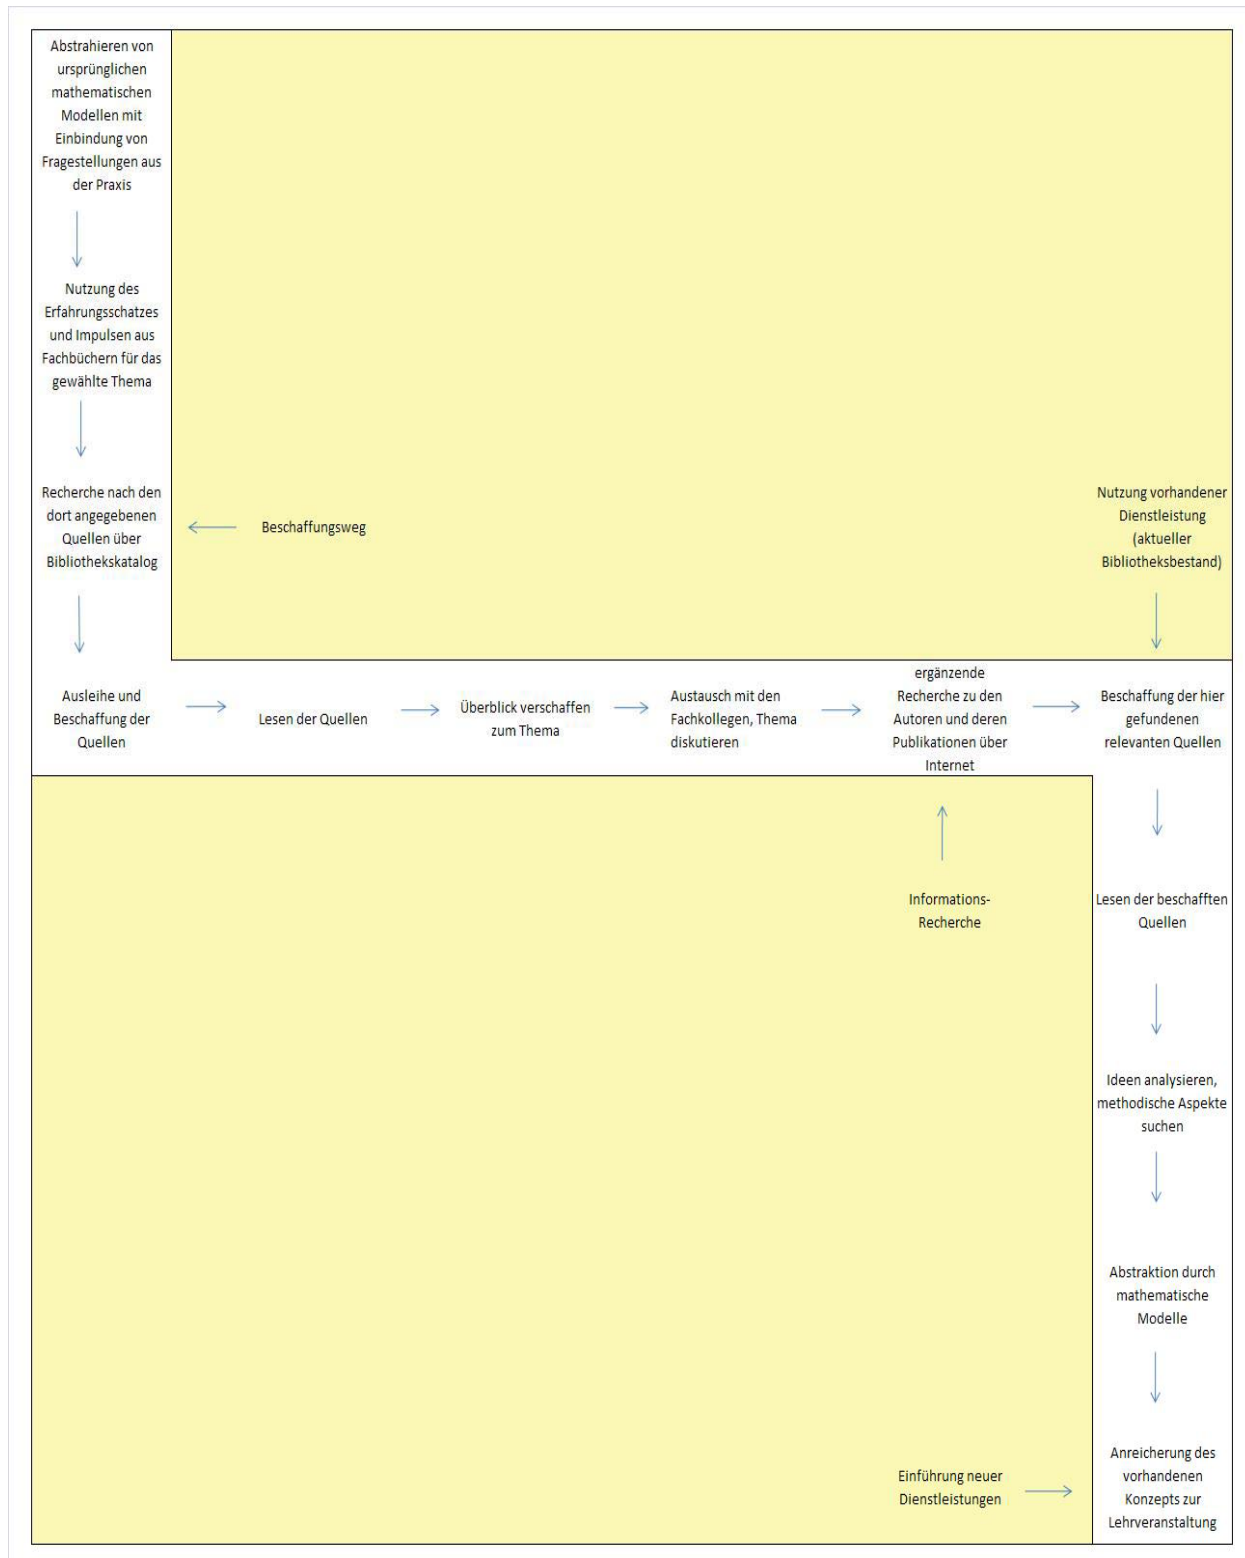 Abstrahieren von
ursprünglichen
mathematischen
Modellen mit
Einbindung von
Fragestellungen aus
der Praxis
Nutzung des
Erfahrungsschatzes
und Impulsen aus
Fachbüchern für das
gewählte Thema
Recherche nach den
dort angegebenen
Quellen über
Bibliothekskatalog
Beschaffungsweg
Nutzung vorhandener
Dienstleistung
(aktueller
Bibliotheksbestand)
Ausleihe und
Beschaffung der
Quellen
Lesen der Quellen
Überblick verschaffen
zum Thema
Austausch mit den
Fachkollegen, Thema
diskutieren
ergänzende
Recherche zu den
Autoren und deren
Publikationen über
Internet
Beschaffung der hier
gefundenen
relevanten Quellen
Informations-
Recherche
Lesen der beschafften
Quellen
Ideen analysieren,
methodische Aspekte
suchen
Abstraktion durch
mathematische
Modelle
Einführung neuer
Dienstleistungen
Anreicherung des
vorhandenen
Konzepts zur
Lehrveranstaltung